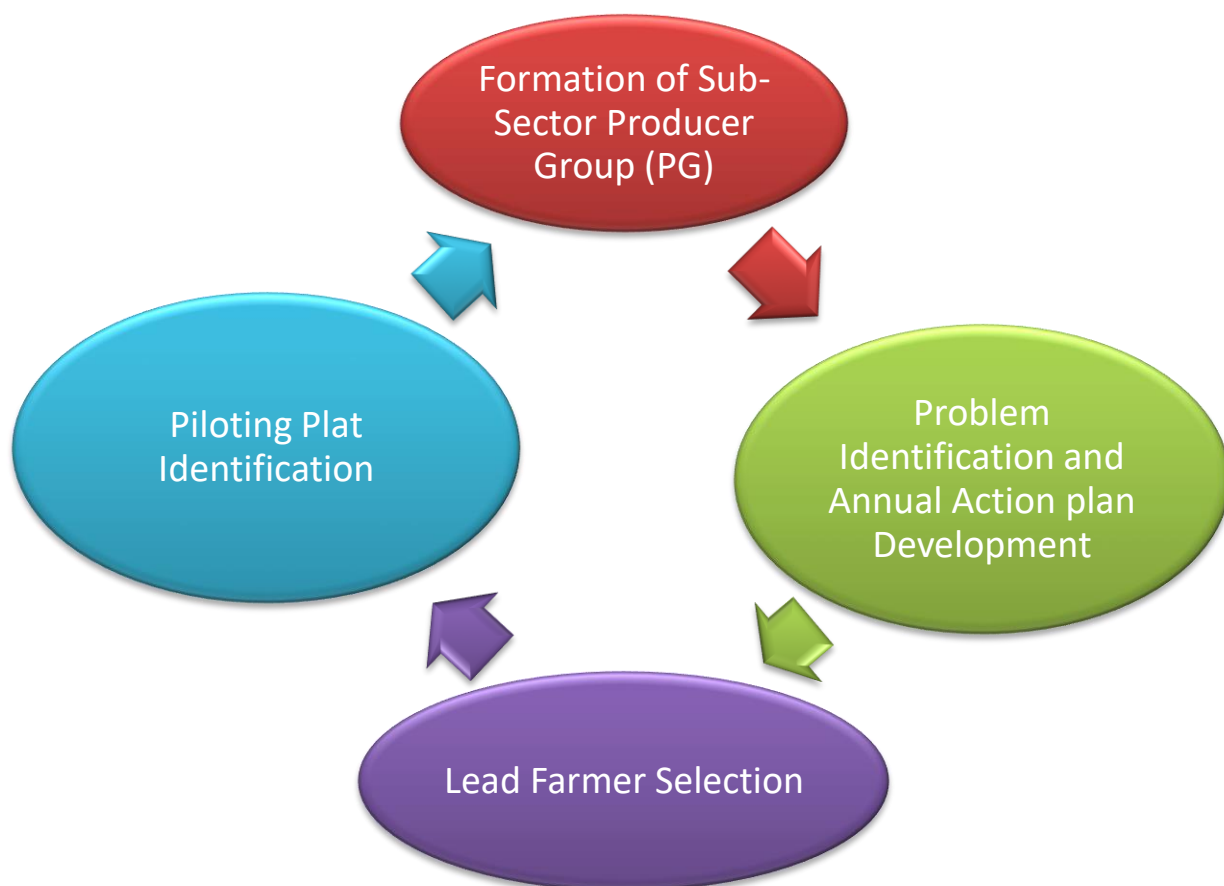 Formation of Sub-
Sector Producer
Group (PG)
Problem
Identification and
Annual Action plan
Development
Lead Farmer Selection
Piloting Plat
Identification